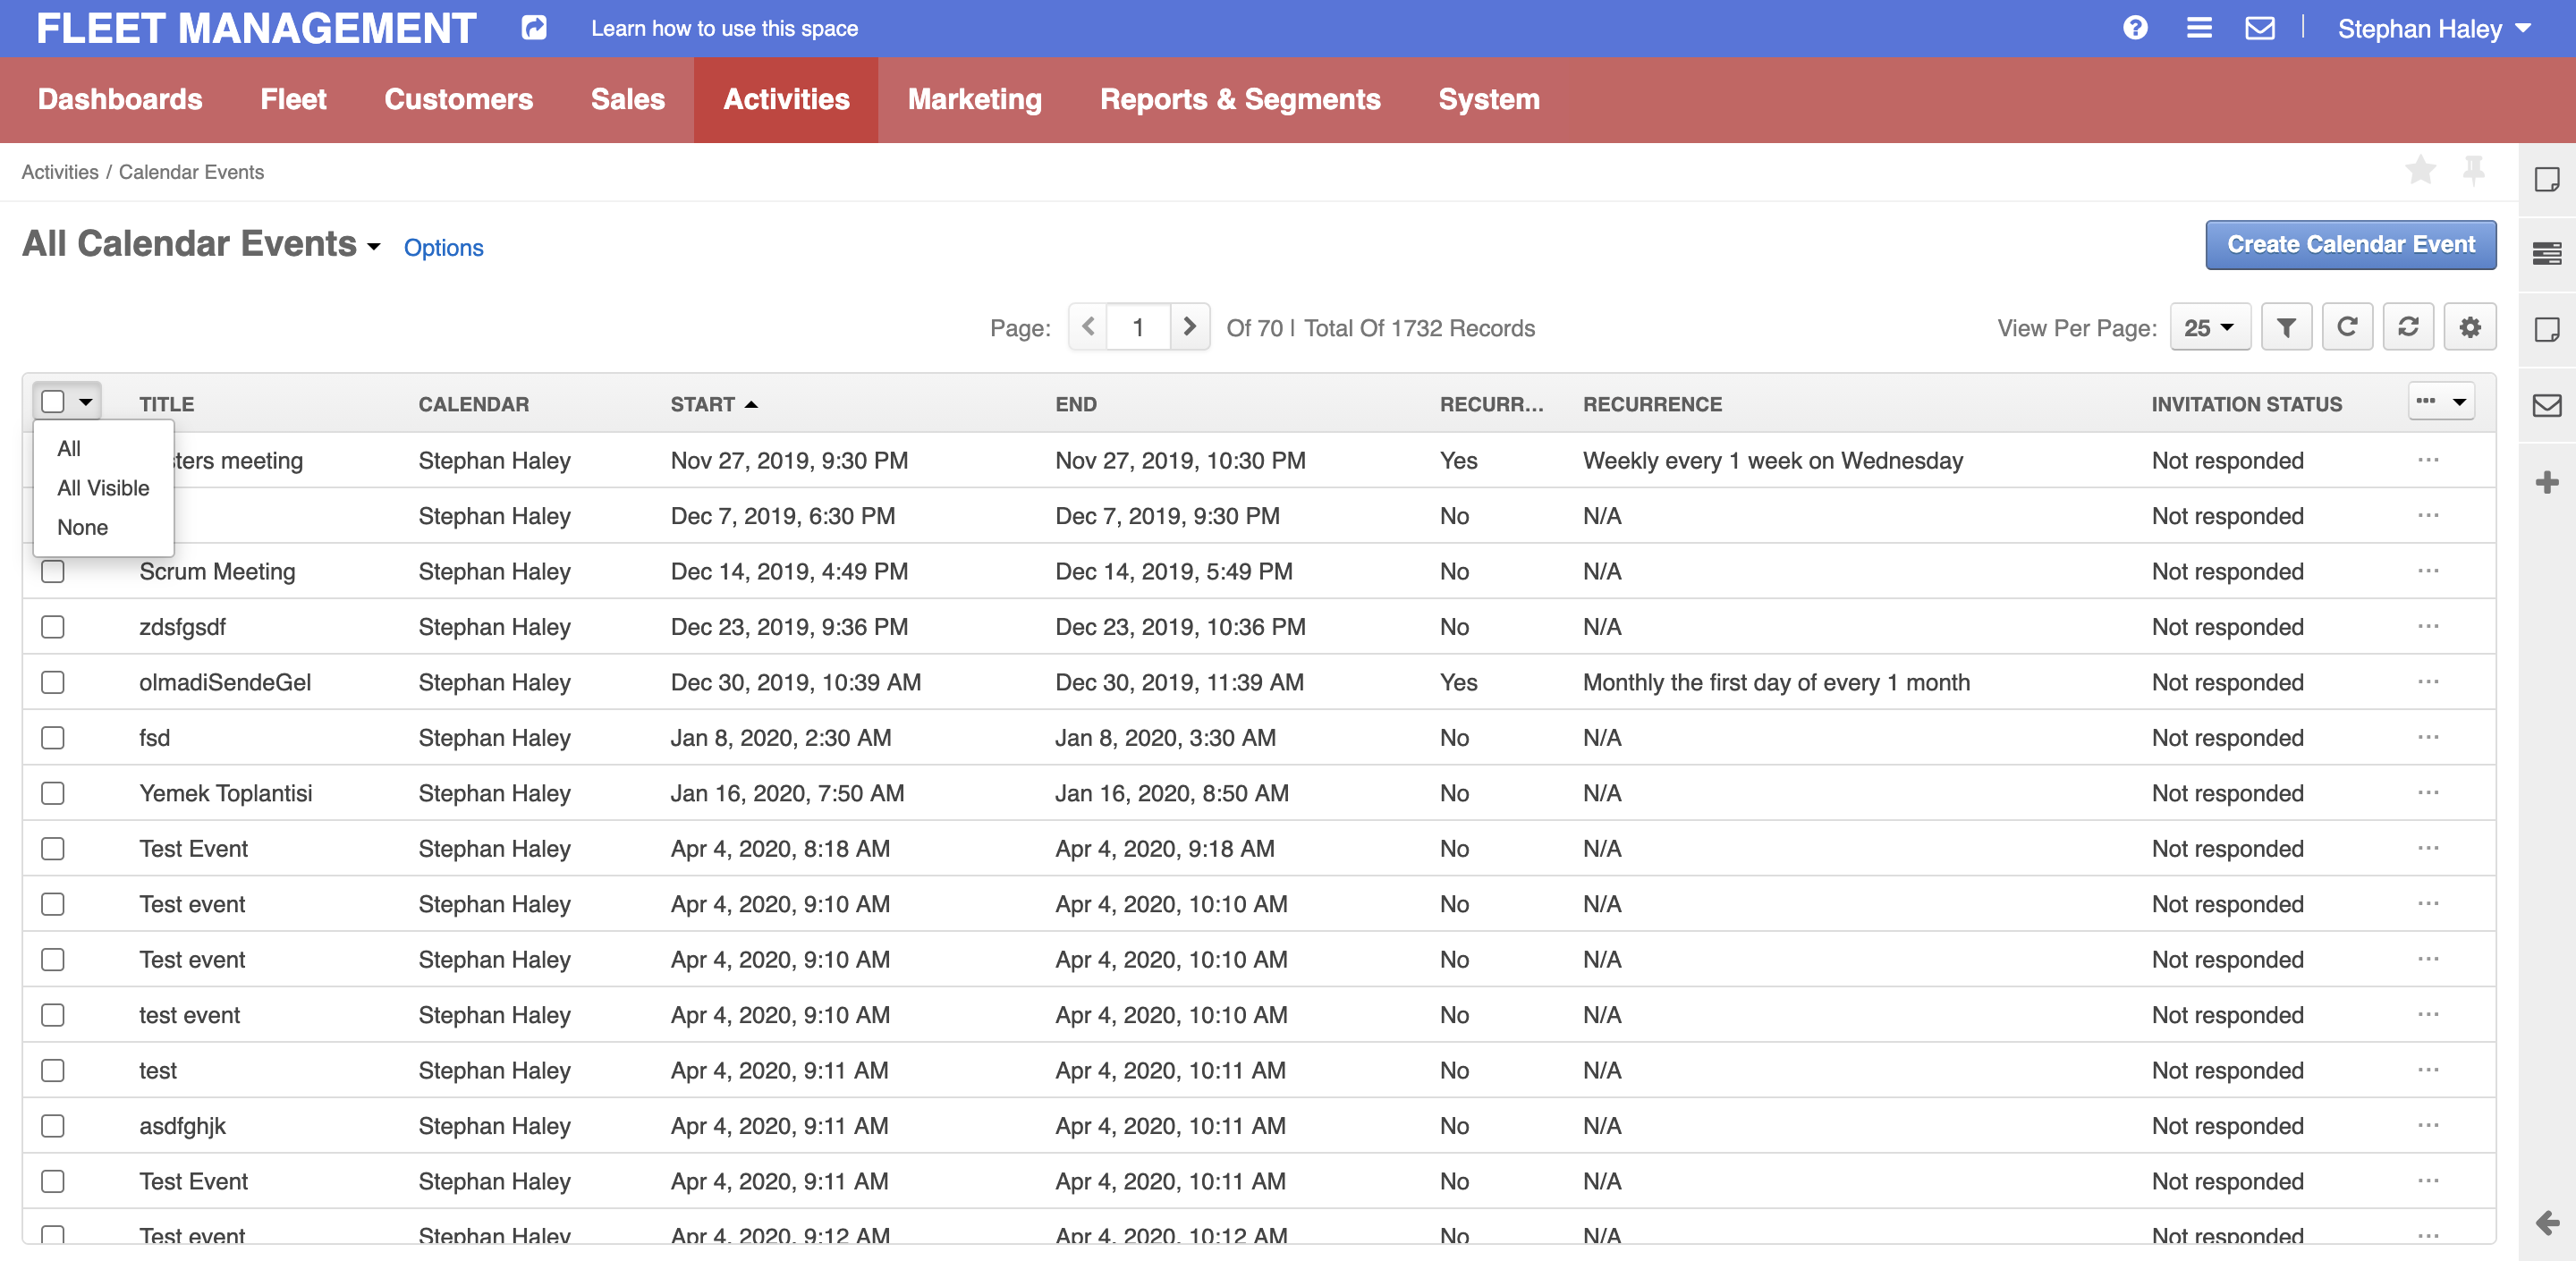 FLEET MANAGEMENT Learn how to use this space Stephan Haley
Dashboards Fleet Customers Sales Activities Marketing Reports & Segments System
Activities / Calendar Events
All Calendar Events Options Create Calendar Event
Page: 1 Of 70 | Total Of 1732 Records View Per Page: 25
TITLE CALENDAR START END RECURR... RECURRENCE INVITATION STATUS
All
All Visible
None
meeting Stephan Haley Nov 27, 2019, 9:30 PM Nov 27, 2019, 10:30 PM Yes Weekly every 1 week on Wednesday Not responded
Stephan Haley Dec 7, 2019, 6:30 PM Dec 7, 2019, 9:30 PM No N/A Not responded
Scrum Meeting Stephan Haley Dec 14, 2019, 4:49 PM Dec 14, 2019, 5:49 PM No N/A Not responded
zdsfgsdf Stephan Haley Dec 23, 2019, 9:36 PM Dec 23, 2019, 10:36 PM No N/A Not responded
olmadiSendeGel Stephan Haley Dec 30, 2019, 10:39 AM Dec 30, 2019, 11:39 AM Yes Monthly the first day of every 1 month Not responded
fsd Stephan Haley Jan 8, 2020, 2:30 AM Jan 8, 2020, 3:30 AM No N/A Not responded
Yemek Toplantisi Stephan Haley Jan 16, 2020, 7:50 AM Jan 16, 2020, 8:50 AM No N/A Not responded
Test Event Stephan Haley Apr 4, 2020, 8:18 AM Apr 4, 2020, 9:18 AM No N/A Not responded
Test event Stephan Haley Apr 4, 2020, 9:10 AM Apr 4, 2020, 10:10 AM No N/A Not responded
Test event Stephan Haley Apr 4, 2020, 9:10 AM Apr 4, 2020, 10:10 AM No N/A Not responded
test event Stephan Haley Apr 4, 2020, 9:10 AM Apr 4, 2020, 10:10 AM No N/A Not responded
test Stephan Haley Apr 4, 2020, 9:11 AM Apr 4, 2020, 10:11 AM No N/A Not responded
asdfghjk Stephan Haley Apr 4, 2020, 9:11 AM Apr 4, 2020, 10:11 AM No N/A Not responded
Test Event Stephan Haley Apr 4, 2020, 9:11 AM Apr 4, 2020, 10:11 AM No N/A Not responded
Test event Stephan Haley Apr 4, 2020, 9:12 AM Apr 4, 2020, 10:12 AM No N/A Not responded